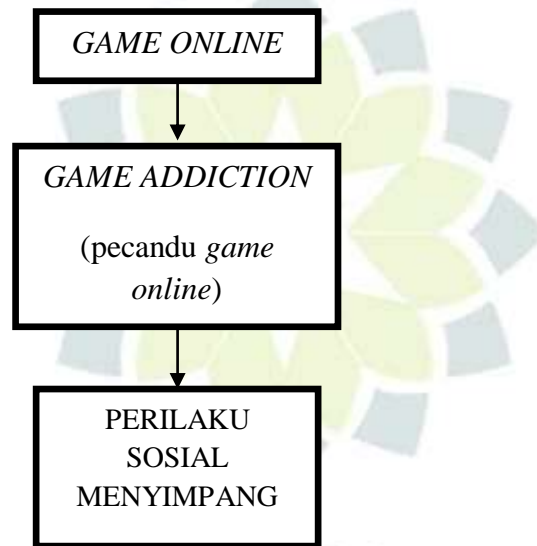 GAME ONLINE
GAME ADDICTION
(pecandu game
online)
PERILAKU
SOSIAL
MENYIMPANG